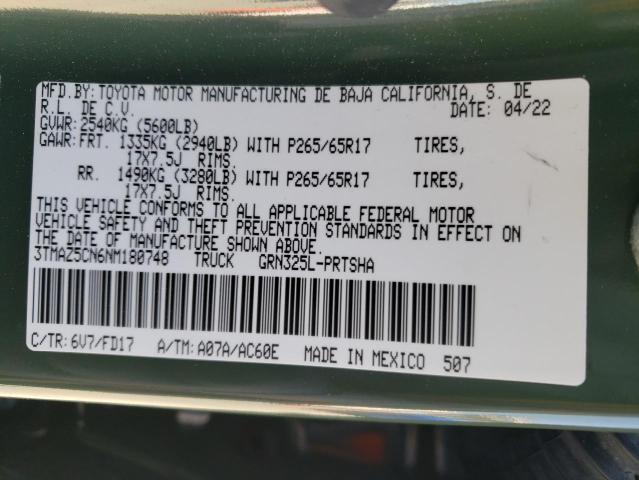 MFD.BY:TOYOTA MOTOR MANUFACTURING DE BAJA CALIFORNIA, S. DE
R.L. DE C.V. DATE: 04/22
GVWR:2540KG (5600LB)
GAWR:FRT. 1335KG (2940LB) WITH P265/65R17 TIRES,
17X7.5J RIMS.
RR. 1490KG (3280LB) WITH P265/65R17 TIRES,
17X7.5J RIMS.
THIS VEHICLE CONFORMS TO ALL APPLICABLE FEDERAL MOTOR
VEHICLE SAFETY AND THEFT PREVENTION STANDARDS IN EFFECT ON
THE DATE OF MANUFACTURE SHOWN ABOVE.
3TMAZ5CN6NM180748 TRUCK GRN325L-PRTSHA
C/TR: 6V7/FD17 A/TM: A07A/AC60E MADE IN MEXICO 507